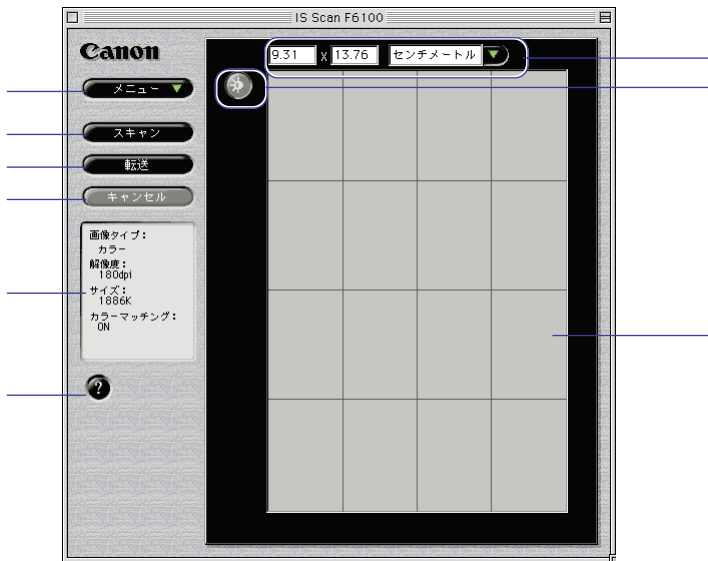 IS Scan F6100
Canon
9.31 x 13.76 センチメートル
メニュー
スキャン
転送
キャンセル
画像タイプ：
カラー
解像度：
180dpi
サイズ：
1886K
カラーマッチング：
ON
?